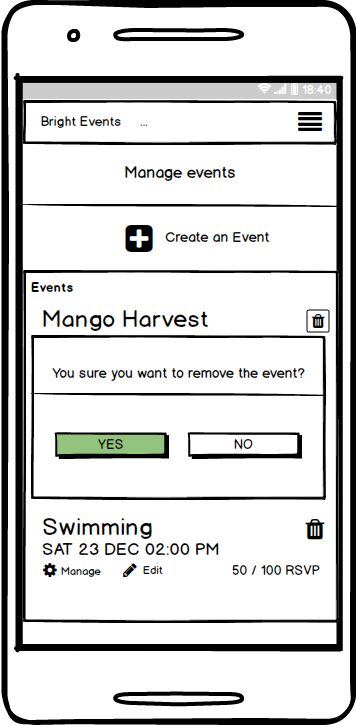 18:40
Bright Events ...
Manage events
Create an Event
Events
Mango Harvest
You sure you want to remove the event?
YES NO
Swimming
SAT 23 DEC 02:00 PM
Manage Edit 50 / 100 RSVP